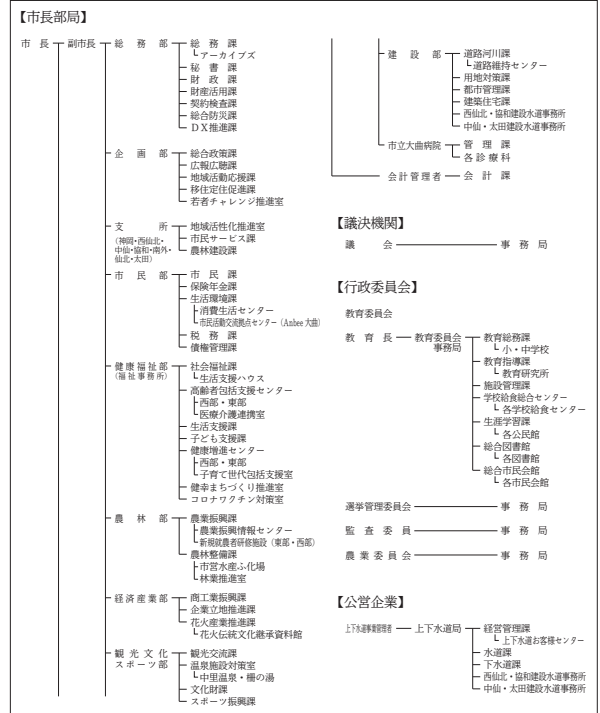 【市長部局】
市長 副市長 総務部 総務課
アーカイブズ
秘書課
財政課
財産活用課
契約検査課
総合防災課
ＤＸ推進課
企画部 総合政策課
広報広聴課
地域活動応援課
移住定住促進課
若者チャレンジ推進室
支所 地域活性化推進室
(神岡・西仙北・ 市民サービス課
中仙・協和・南外・ 農林建設課
仙北・太田)
市民部 市民課
保険年金課
生活環境課
消費生活センター
市民活動交流拠点センター（Anbee 大曲）
税務課
債権管理課
健康福祉部 社会福祉課
(福祉事務所) 生活支援ハウス
高齢者包括支援センター
西部・東部
医療介護連携室
生活支援課
子ども支援課
健康増進センター
西部・東部
子育て世代包括支援室
健幸まちづくり推進室
コロナワクチン対策室
農林部 農業振興課
農業振興情報センター
新規就農者研修施設（東部・西部）
農林整備課
市営水産ふ化場
林業推進室
経済産業部 商工業振興課
企業立地推進課
花火産業推進課
花火伝統文化継承資料館
観光文化 観光交流課
スポーツ部 温泉施設対策室
中里温泉・柵の湯
文化財課
スポーツ振興課
建設部 道路河川課
道路維持センター
用地対策課
都市管理課
建築住宅課
西仙北・協和建設水道事務所
中仙・太田建設水道事務所
市立大曲病院 管理課
各診療科
会計管理者 会計課
【議決機関】
議会 事務局
【行政委員会】
教育委員会
教育長 教育委員会 教育総務課
事務局 小・中学校
教育指導課
教育研究所
施設管理課
学校給食総合センター
各学校給食センター
生涯学習課
各公民館
総合図書館
各図書館
総合市民会館
各市民会館
選挙管理委員会 事務局
監査委員 事務局
農業委員会 事務局
【公営企業】
上下水道事業管理者 上下水道局 経営管理課
上下水道お客様センター
水道課
下水道課
西仙北・協和建設水道事務所
中仙・太田建設水道事務所